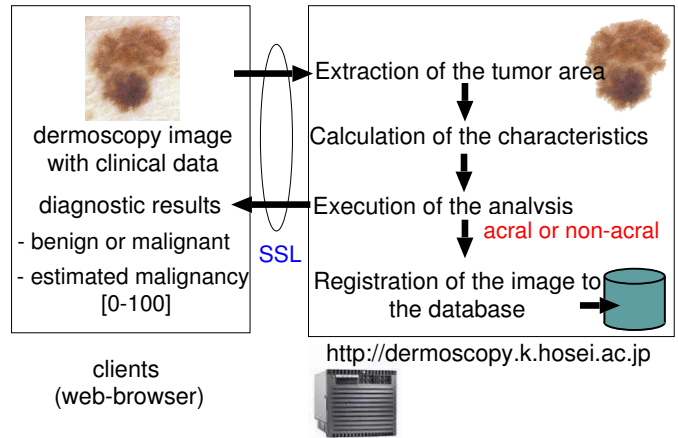 dermoscopy image
with clinical data
diagnostic results
- benign or malignant
- estimated malignancy
[0-100]
clients
(web-browser)
SSL
Extraction of the tumor area
Calculation of the characteristics
Execution of the analysis
acral or non-acral
Registration of the image to
the database
http://dermoscopy.k.hosei.ac.jp